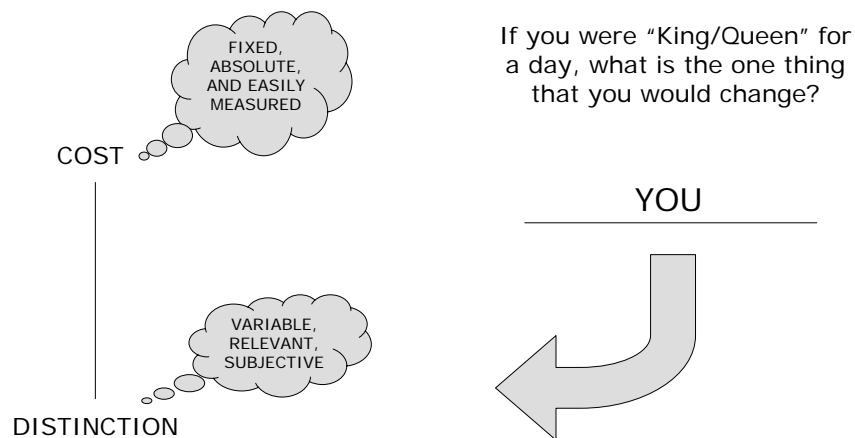 FIXED,
ABSOLUTE,
AND EASILY
MEASURED
COST
VARIABLE,
RELEVANT,
SUBJECTIVE
DISTINCTION
If you were “King/Queen” for
a day, what is the one thing
that you would change?
YOU